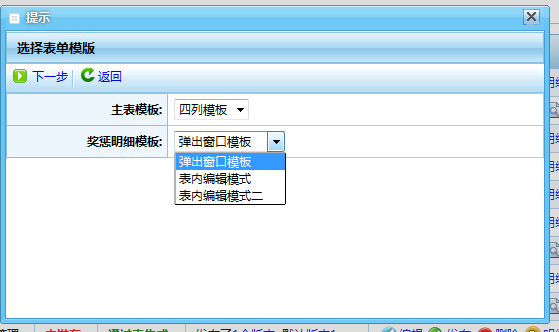 提示
选择表单模版
下一步 返回
主表模板: 四列模板
奖惩明细模板: 弹出窗口模板
弹出窗口模板
表内编辑模式
表内编辑模式二